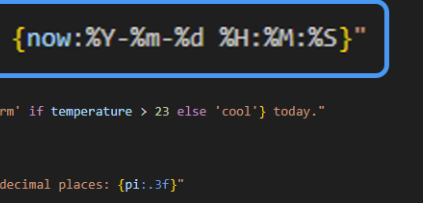 {now:%Y-%m-%d %H:%M:%S}"
rm' if temperature > 23 else 'cool'} today."
decimal places: {pi:.3f}"